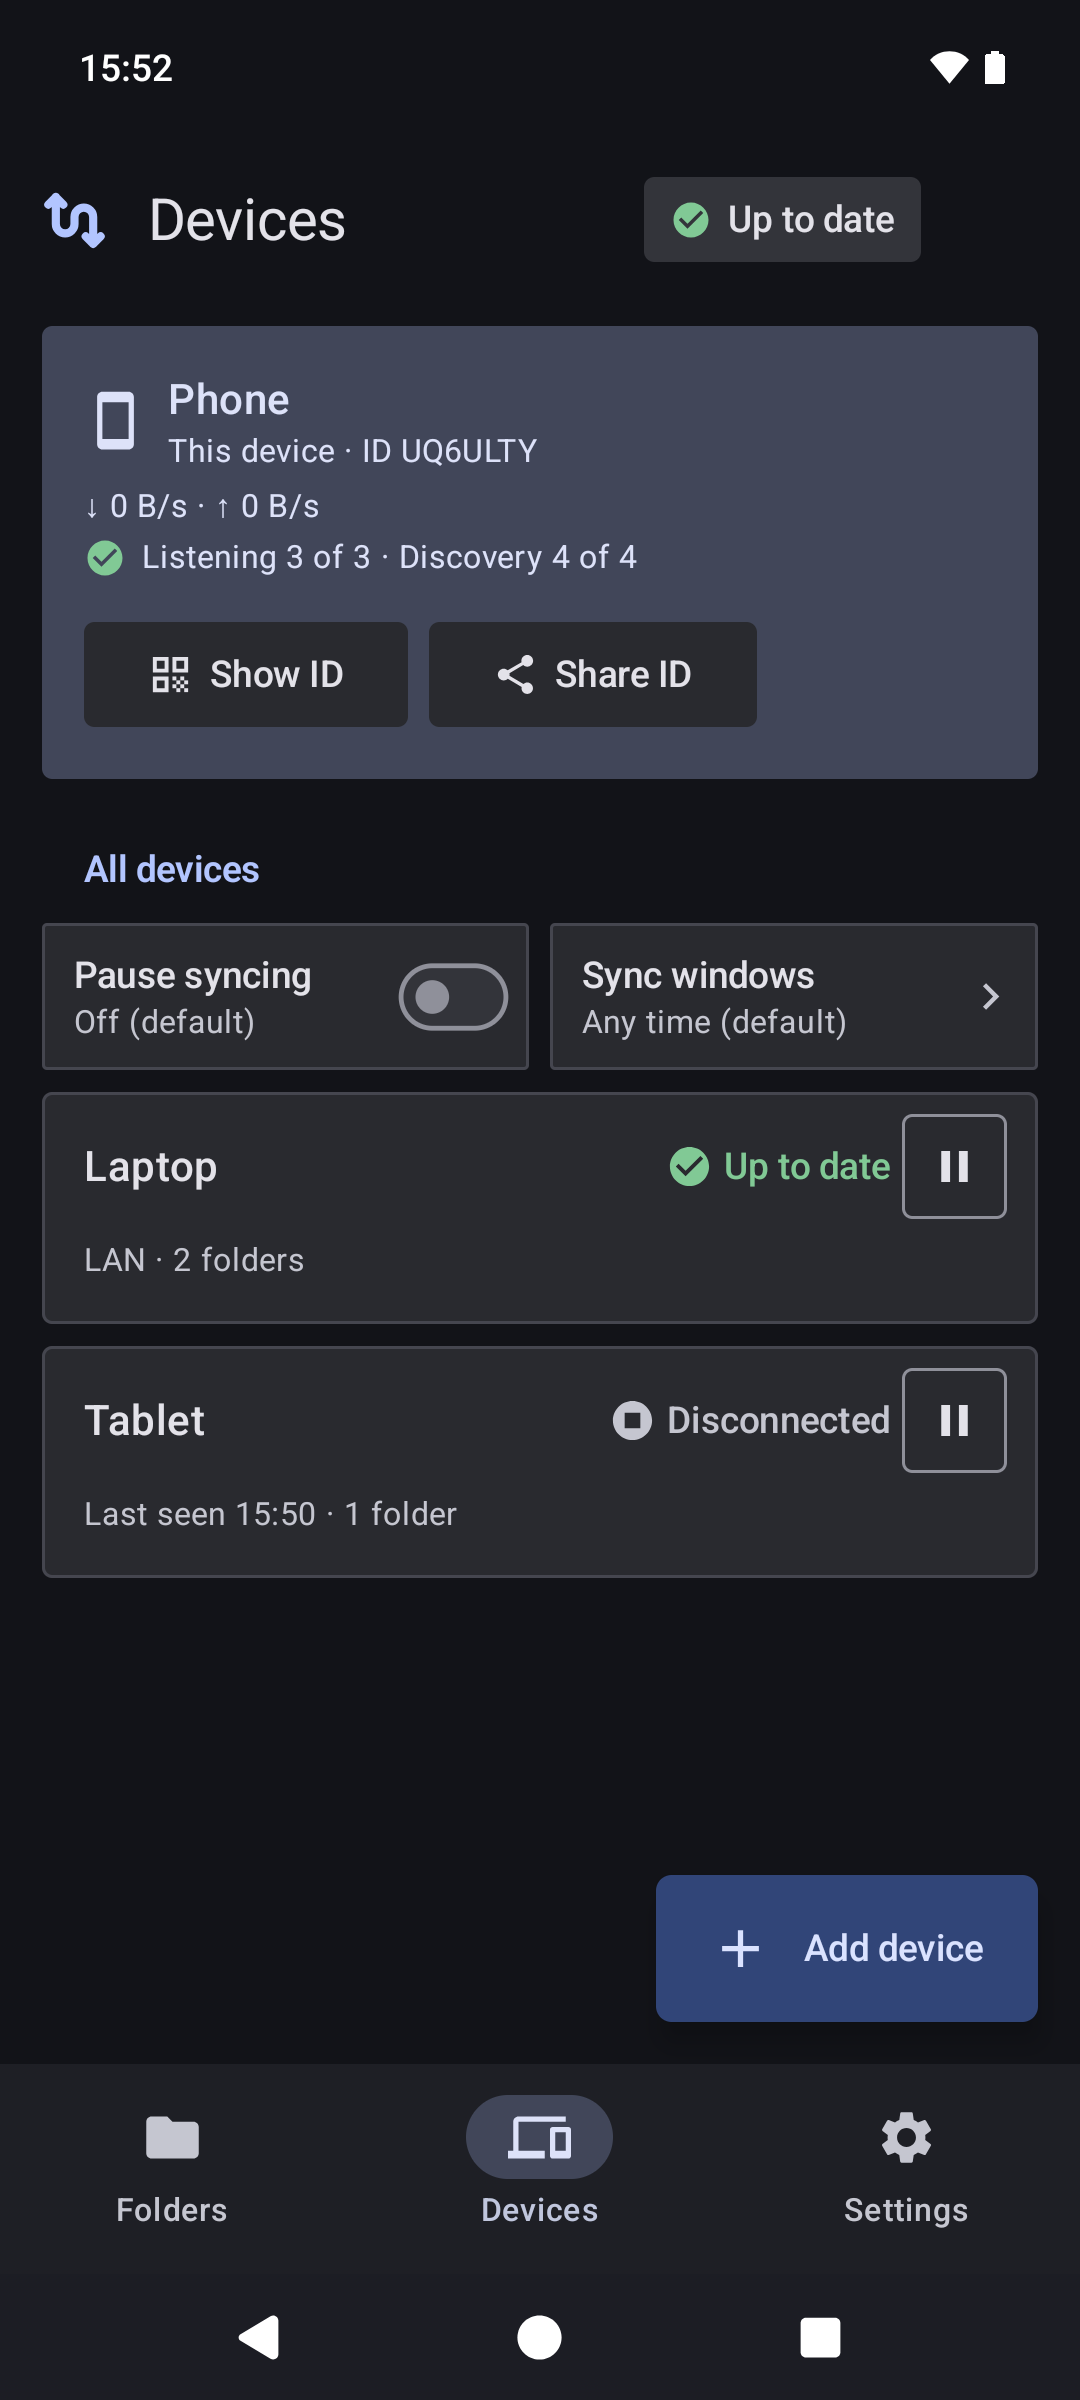 15:52
Devices
Up to date
Phone
This device · ID UQ6ULTY
↓ 0 B/s · ↑ 0 B/s
Listening 3 of 3 · Discovery 4 of 4
Show ID
Share ID
All devices
Pause syncing
Off (default)
Sync windows
Any time (default)
Laptop
Up to date
LAN · 2 folders
Tablet
Disconnected
Last seen 15:50 · 1 folder
Add device
Folders
Devices
Settings